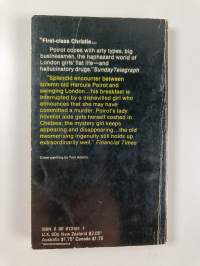 "First-class Christie...
Poirot copes with arty types, big
businessmen, the haphazard world of
London girls' flat life—and
hallucinatory drugs." Sunday Telegraph
"Splendid encounter between
solemn old Hercule Poirot and
swinging London...his breakfast is
interrupted by a dishevelled girl who
announces that she may have
committed a murder. Poirot's lady
novelist aide gets herself coshed in
Chelsea; the mystery girl keeps
appearing and disappearing...the old
mesmerizing ingenuity still holds up
extraordinarily well." Financial Times
Cover painting by Tom Adams
ISBN 0 00
U.K. 60p New Zealand
Australia $1.75* Canada $1.75